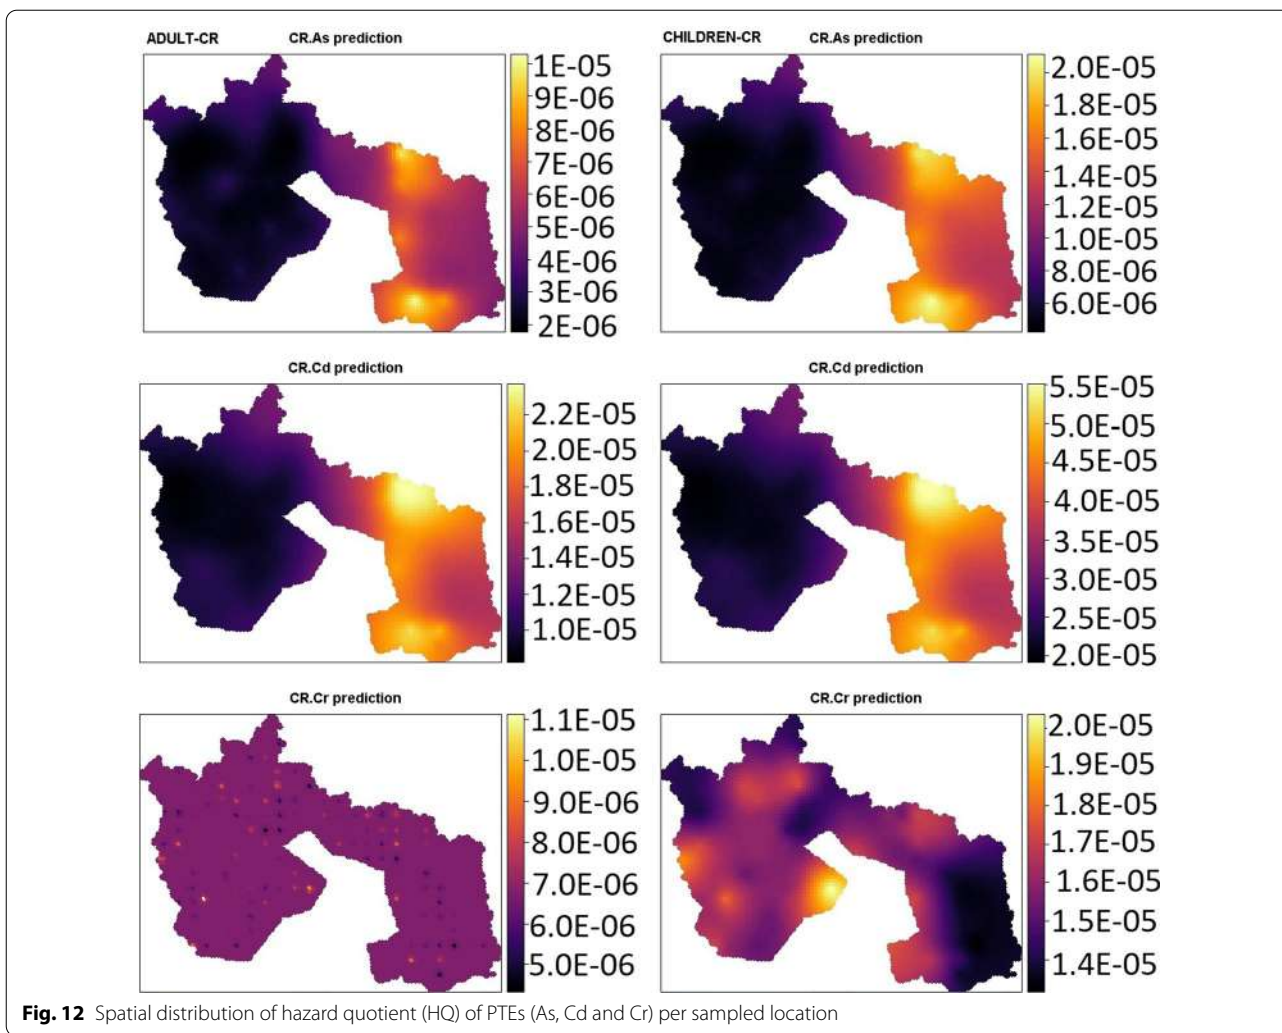 ADULT-CR CR.As prediction
1E-05
9E-06
8E-06
7E-06
6E-06
5E-06
4E-06
3E-06
2E-06
CHILDREN-CR CR.As prediction
2.0E-05
1.8E-05
1.6E-05
1.4E-05
1.2E-05
1.0E-05
8.0E-06
6.0E-06
CR.Cd prediction
2.2E-05
2.0E-05
1.8E-05
1.6E-05
1.4E-05
1.2E-05
1.0E-05
CR.Cd prediction
5.5E-05
5.0E-05
4.5E-05
4.0E-05
3.5E-05
3.0E-05
2.5E-05
2.0E-05
CR.Cr prediction
1.1E-05
1.0E-05
9.0E-06
8.0E-06
7.0E-06
6.0E-06
5.0E-06
CR.Cr prediction
2.0E-05
1.9E-05
1.8E-05
1.7E-05
1.6E-05
1.5E-05
1.4E-05
Fig. 12 Spatial distribution of hazard quotient (HQ) of PTEs (As, Cd and Cr) per sampled location